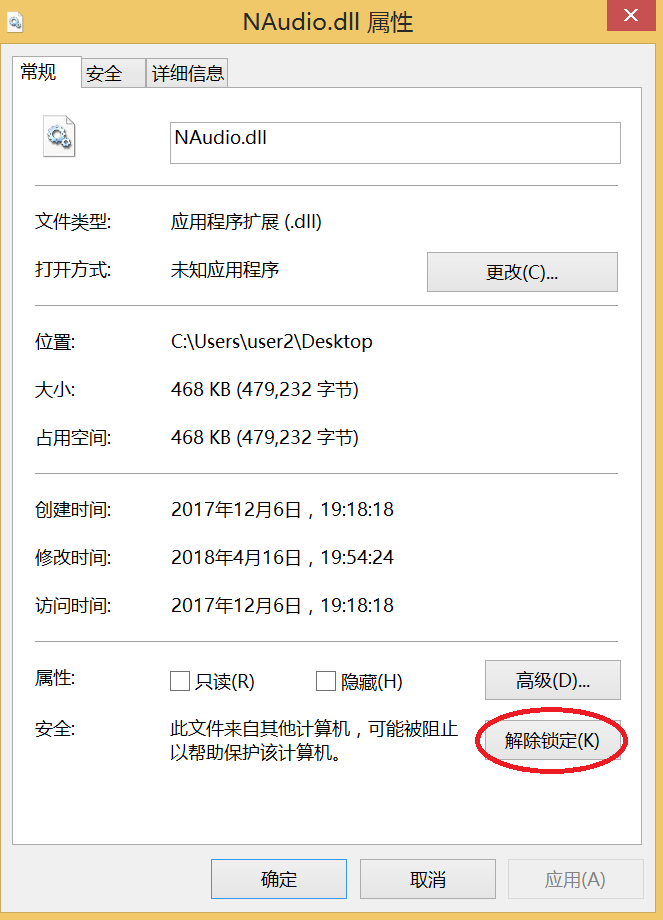 NAudio.dll 属性
常规 安全 详细信息
NAudio.dll
文件类型: 应用程序扩展 (.dll)
打开方式: 未知应用程序 更改(C)...
位置: C:\Users\user2\Desktop
大小: 468 KB (479,232 字节)
占用空间: 468 KB (479,232 字节)
创建时间: 2017年12月6日，19:18:18
修改时间: 2018年4月16日，19:54:24
访问时间: 2017年12月6日，19:18:18
属性: 只读(R) 隐藏(H) 高级(D)...
安全: 此文件来自其他计算机，可能被阻止 解除锁定(K)
以帮助保护该计算机。
确定 取消 应用(A)